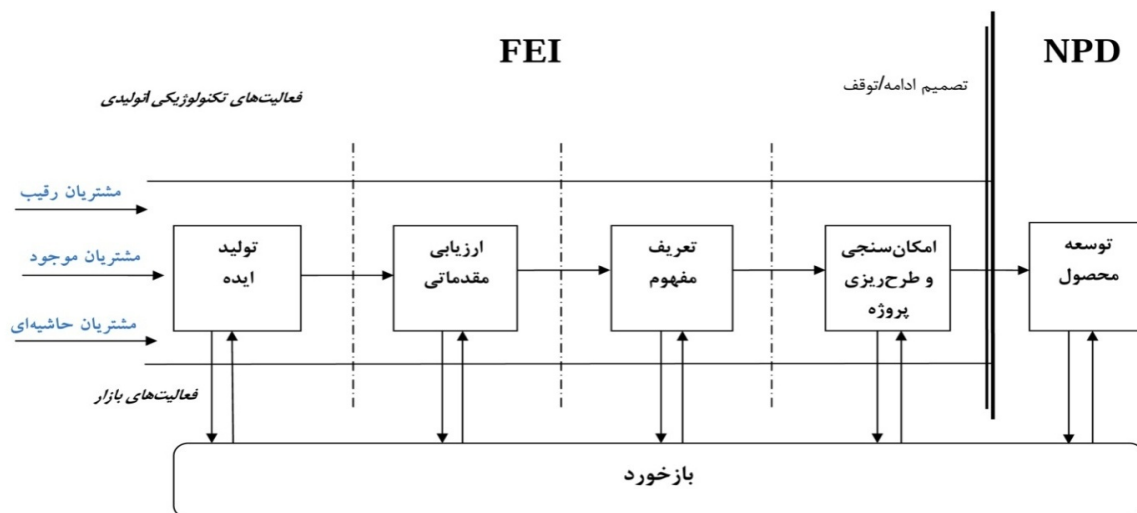 FEI
NPD
تصمیم ادامه/توقف
فعالیت‌های تکنولوژیکی /تولیدی
مشتریان رقیب
مشتریان موجود
مشتریان حاشیه‌ای
تولید
ایده
ارزیابی
مقدماتی
تعریف
مفهوم
امکان‌سنجی
و طرح‌ریزی
پروژه
توسعه
محصول
فعالیت‌های بازار
بازخورد